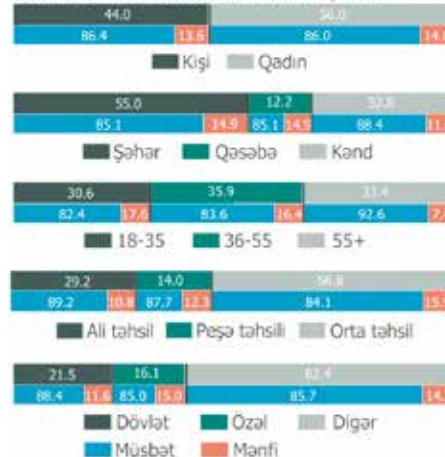 44.0 56.0
86.4 13.6 86.0
Kişi Qadın
55.0 12.2 32.8
85.1 14.9 85.1 14.9 88.4
Şəhər Qəsəbə Kənd
30.6 35.9 33.4
82.4 17.6 83.6 16.4 92.6
18-35 36-55 55+
29.2 14.0 56.8
89.2 10.8 87.7 12.3 84.1
Ali təhsil Peşə təhsili Orta təhsil
21.5 16.1 62.4
88.4 11.6 85.0 15.0 85.7
Dövlət Özəl Digər
Müsbət Mənfi